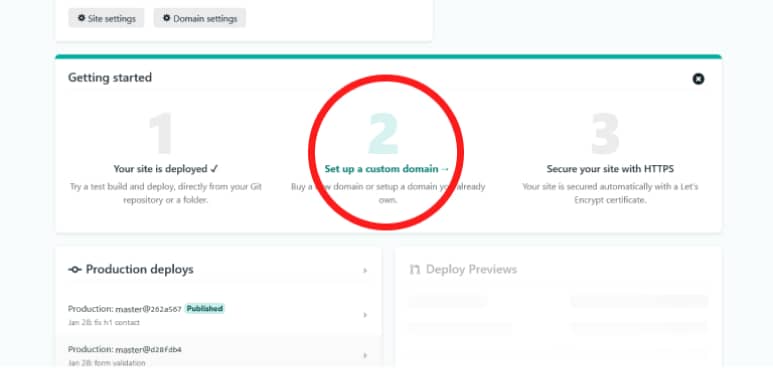 Site settings
Domain settings
Getting started
1
2
3
Your site is deployed ✓
Set up a custom domain →
Secure your site with HTTPS
Try a test build and deploy, directly from your Git
repository or a folder.
Buy a new domain or setup a domain you already
own.
Your site is secured automatically with a Let's
Encrypt certificate.
Production deploys
Deploy Previews
Production: master@262a567 Published
Jan 28: fix h1 contact
Production: master@d28fdb4
Jan 28: form validation